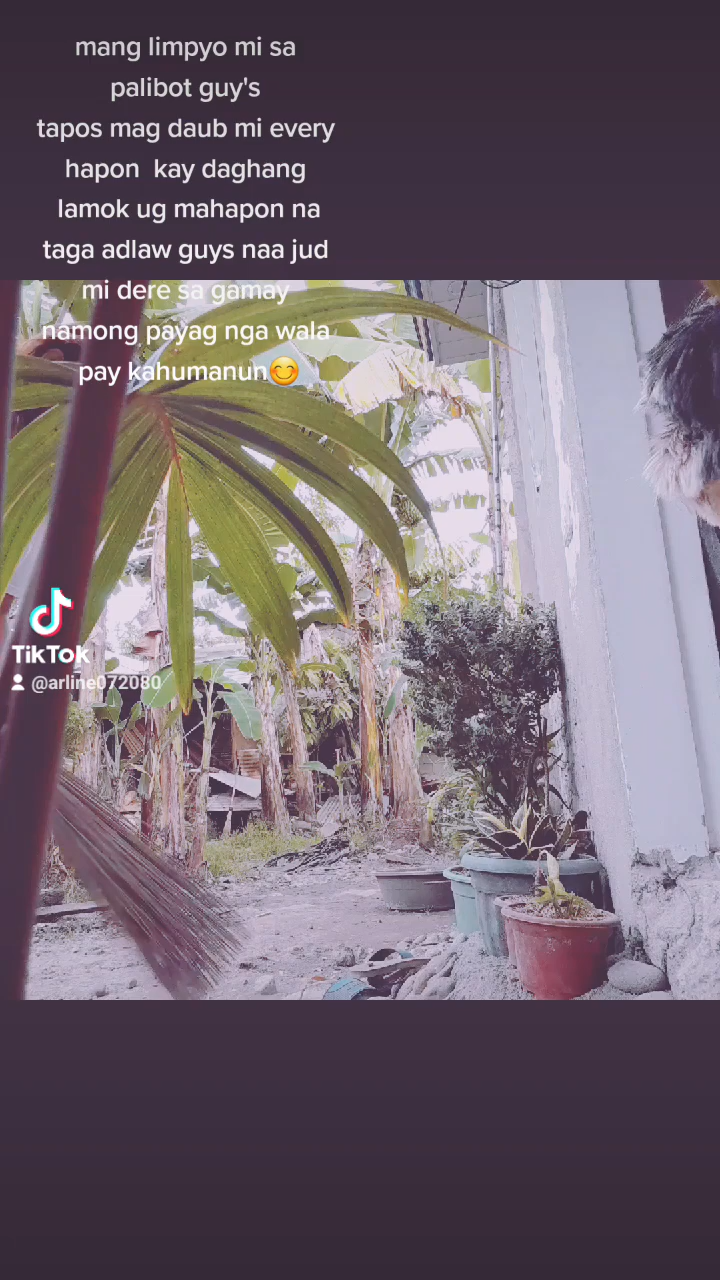 mang limpyo mi sa
palibot guy's
tapos mag daub mi every
hapon  kay daghang
lamok ug mahapon na
taga adlaw guys naa jud
mi dere sa gamay
namong payag nga wala
pay kahumanun😊
TikTok
@arline072080